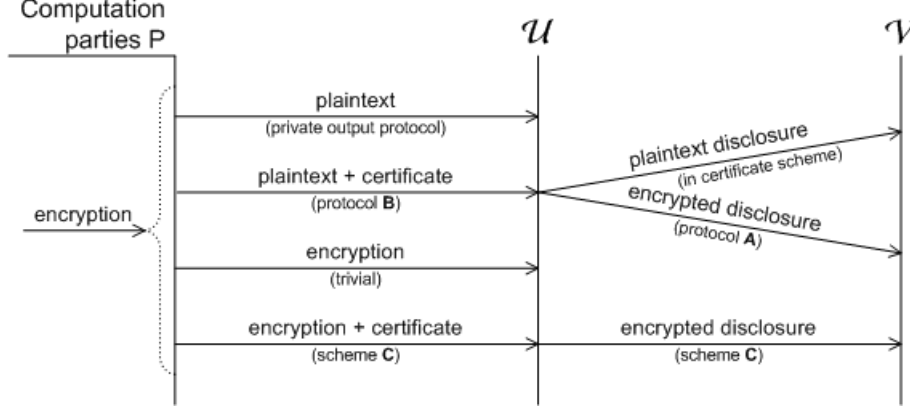 Computation
parties P
𝒰
𝒱
plaintext
(private output protocol)
plaintext + certificate
(protocol B)
plaintext disclosure
(in certificate scheme)
encrypted disclosure
(protocol A)
encryption
encryption
(trivial)
encryption + certificate
(scheme C)
encrypted disclosure
(scheme C)